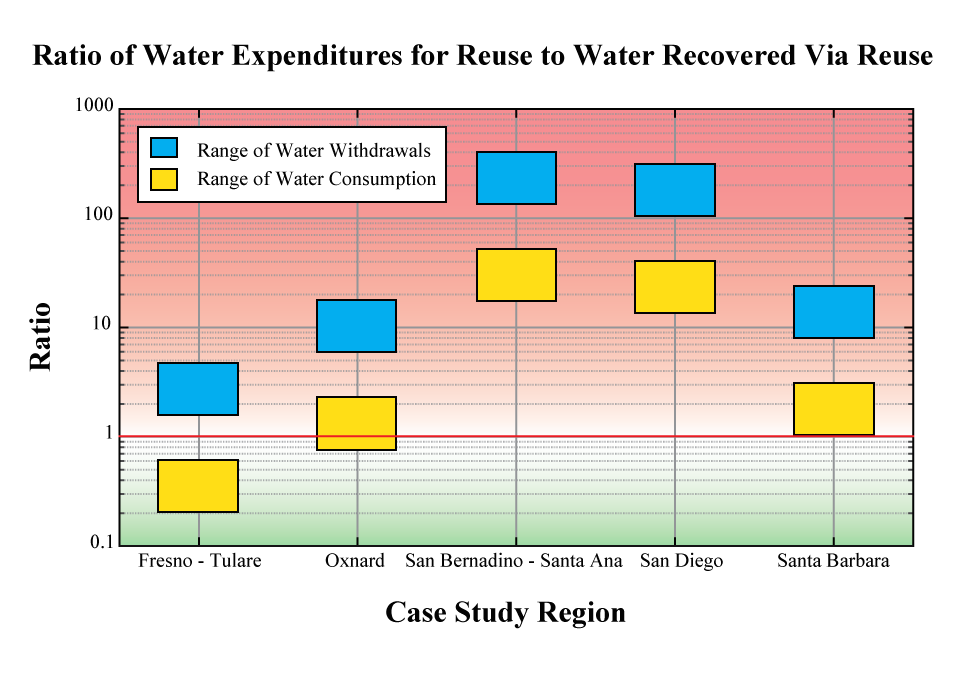 Ratio of Water Expenditures for Reuse to Water Recovered Via Reuse
1000
Range of Water Withdrawals
Range of Water Consumption
100
10
1
0.1
Ratio
Fresno - Tulare Oxnard San Bernadino - Santa Ana San Diego Santa Barbara
Case Study Region